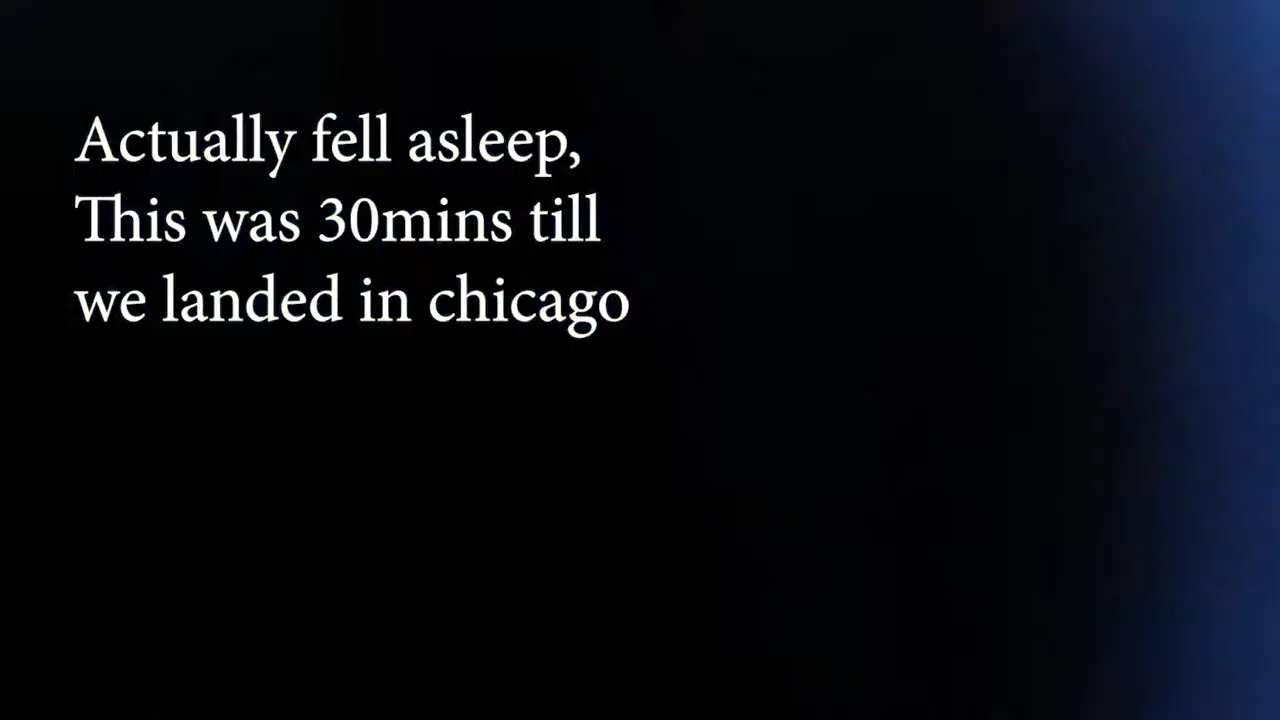 Actually fell asleep,
This was 30mins till
we landed in chicago